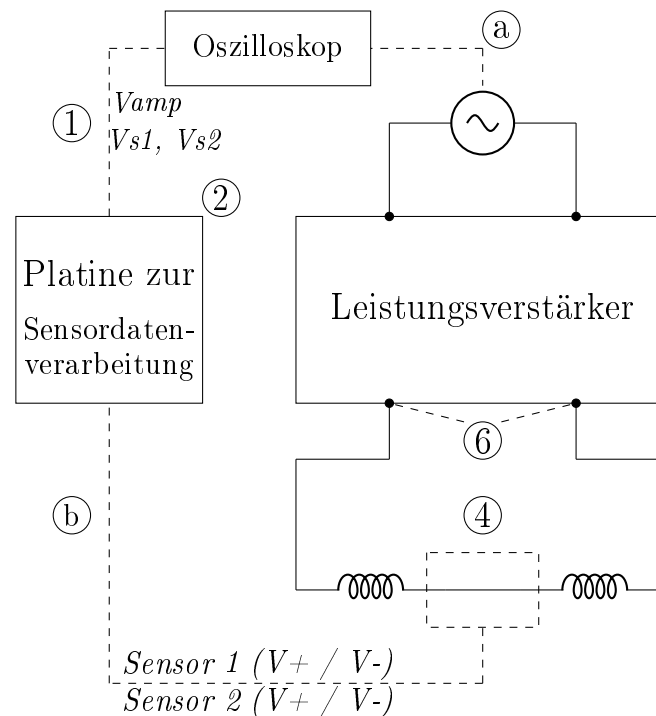 Oszilloskop
a
1
Vamp
Vs1, Vs2
2
Platine zur
Sensordaten-
verarbeitung
Leistungsverstärker
6
b
4
Sensor 1 (V+ / V-)
Sensor 2 (V+ / V-)